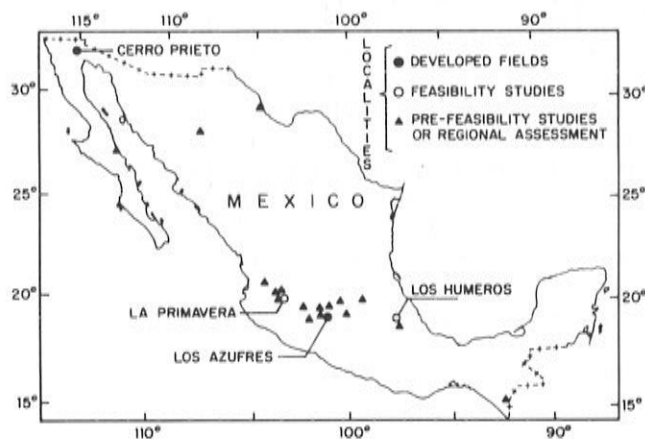 115° 110° 105° 100°
LOCALITIES
CERRO PRIETO
DEVELOPED FIELDS
FEASIBILITY STUDIES
PRE-FEASIBILITY STUDIES
OR REGIONAL ASSESSMENT
30° 30°
25° 25°
MEXICO
20° 20°
LA PRIMAVERA
LOS HUMEROS
LOS AZUFRES
15° 15°
110° 100° 90°